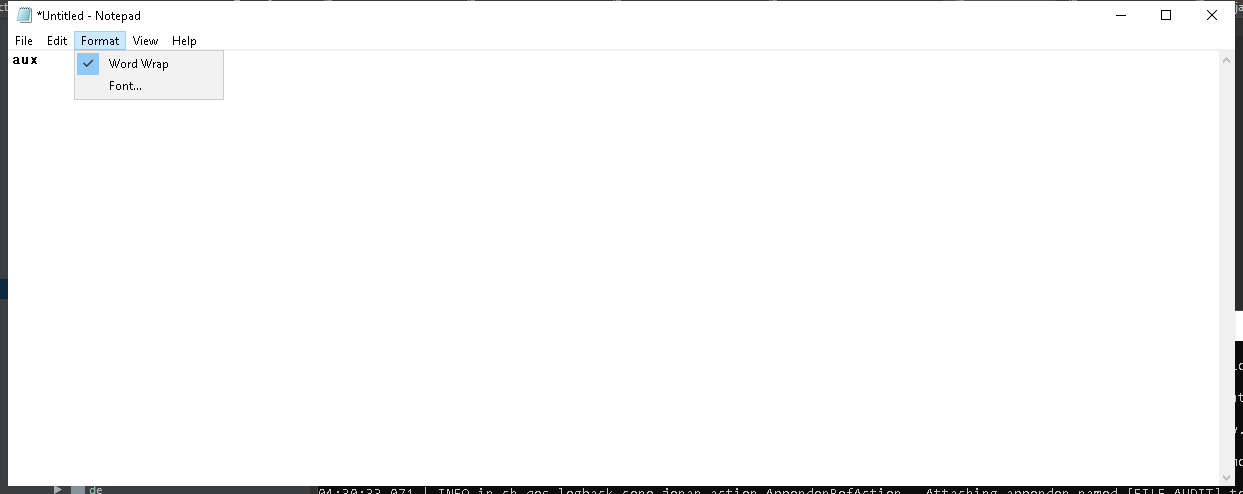 *Untitled - Notepad
File Edit Format View Help
aux
Word Wrap
Font...
de
04:30:33,071 | INFO in ch.qos.logback.core.joran.action.AppenderRefAction - Attaching appender named [FILE_AUDIT] t